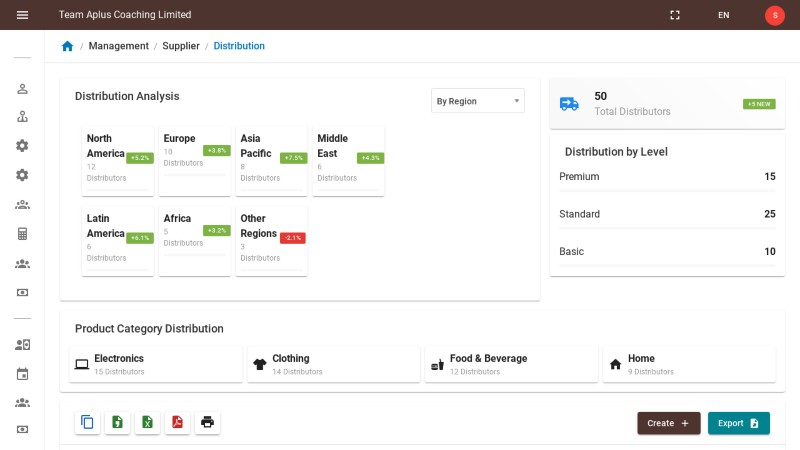 Team Aplus Coaching Limited
EN
S
Management / Supplier / Distribution
Distribution Analysis
By Region
North America
+5.2%
12
Distributors
Europe
+3.8%
10
Distributors
Asia Pacific
+7.5%
8
Distributors
Middle East
+4.3%
6
Distributors
Latin America
+6.1%
6
Distributors
Africa
+3.2%
5
Distributors
Other Regions
-2.1%
3
Distributors
50
Total Distributors
+5 NEW
Distribution by Level
Premium 15
Standard 25
Basic 10
Product Category Distribution
Electronics
15 Distributors
Clothing
14 Distributors
Food & Beverage
12 Distributors
Home
9 Distributors
Create +
Export